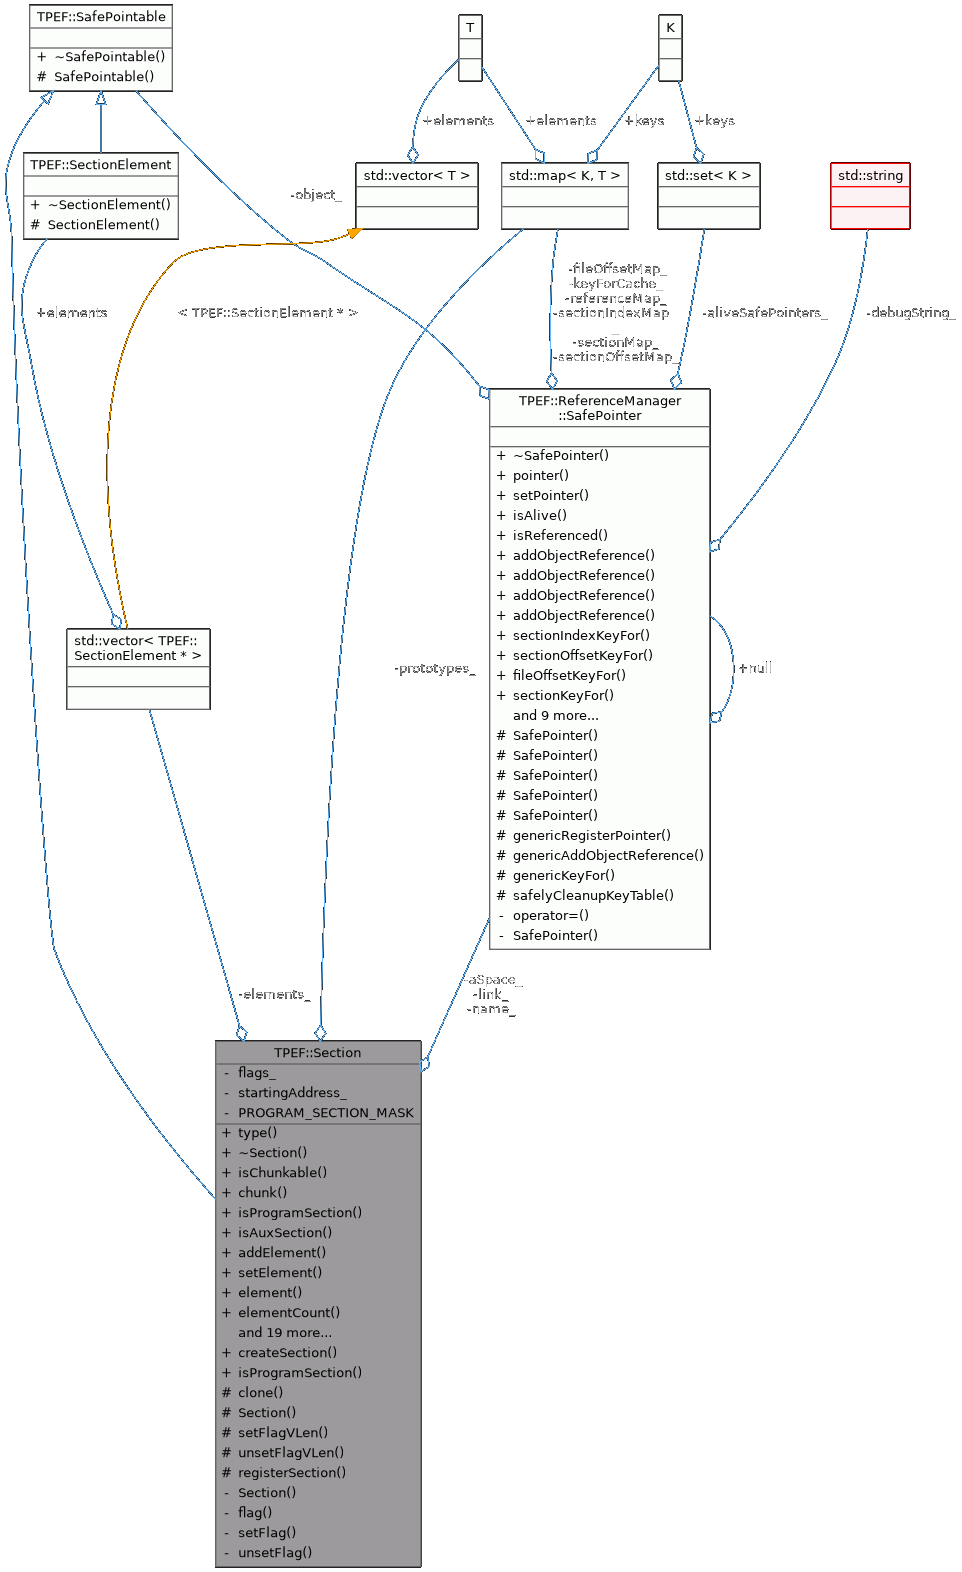 TPEF::SafePointable
+ ~SafePointable()
# SafePointable()
T
K
+elements
+elements
+keys
+keys
TPEF::SectionElement
+ ~SectionElement()
# SectionElement()
std::vector< T >
std::map< K, T >
std::set< K >
std::string
-object_
+elements
< TPEF::SectionElement * >
-fileOffsetMap_
-keyForCache_
-referenceMap_
-sectionIndexMap
_
-sectionMap_
-sectionOffsetMap_
-aliveSafePointers_
-debugString_
TPEF::ReferenceManager
::SafePointer
+ ~SafePointer()
+ pointer()
+ setPointer()
+ isAlive()
+ isReferenced()
+ addObjectReference()
+ addObjectReference()
+ addObjectReference()
+ addObjectReference()
+ sectionIndexKeyFor()
+ sectionOffsetKeyFor()
+ fileOffsetKeyFor()
+ sectionKeyFor()
and 9 more...
# SafePointer()
# SafePointer()
# SafePointer()
# SafePointer()
# SafePointer()
# genericRegisterPointer()
# genericAddObjectReference()
# genericKeyFor()
# safelyCleanupKeyTable()
- operator=()
- SafePointer()
+null
std::vector< TPEF::
SectionElement * >
-prototypes_
-elements_
-aSpace_
-link_
-name_
TPEF::Section
- flags_
- startingAddress_
- PROGRAM_SECTION_MASK
+ type()
+ ~Section()
+ isChunkable()
+ chunk()
+ isProgramSection()
+ isAuxSection()
+ addElement()
+ setElement()
+ element()
+ elementCount()
and 19 more...
+ createSection()
+ isProgramSection()
# clone()
# Section()
# setFlagVLen()
# unsetFlagVLen()
# registerSection()
- Section()
- flag()
- setFlag()
- unsetFlag()